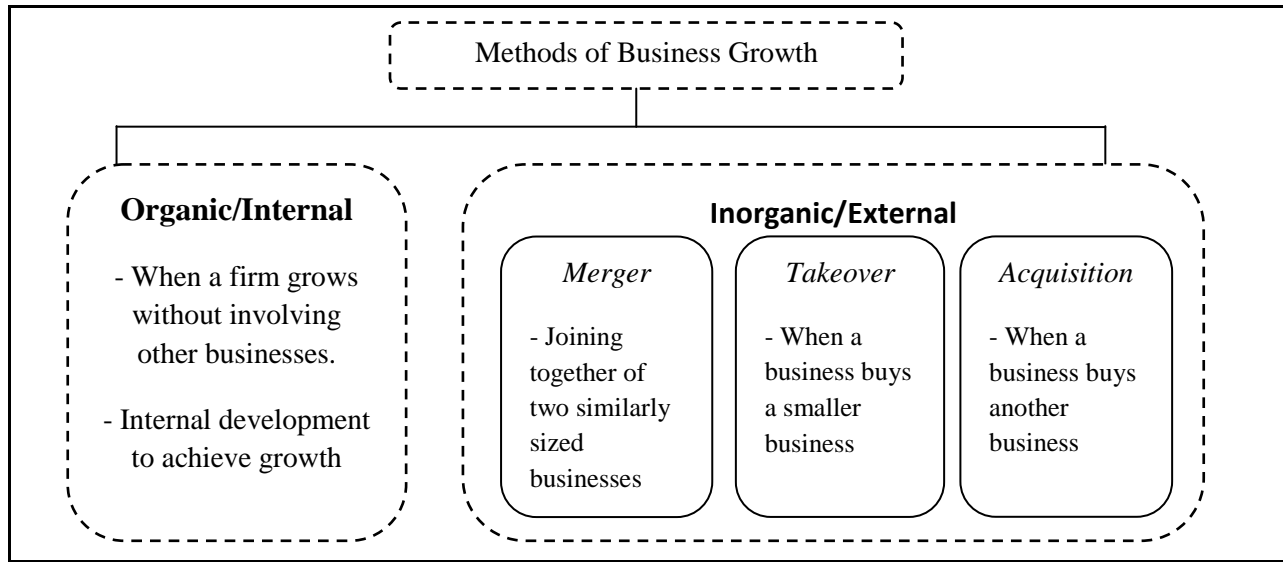 Methods of Business Growth
Organic/Internal
- When a firm grows
without involving
other businesses.
- Internal development
to achieve growth
Inorganic/External
Merger
- Joining
together of
two similarly
sized
businesses
Takeover
- When a
business buys
a smaller
business
Acquisition
- When a
business buys
another
business